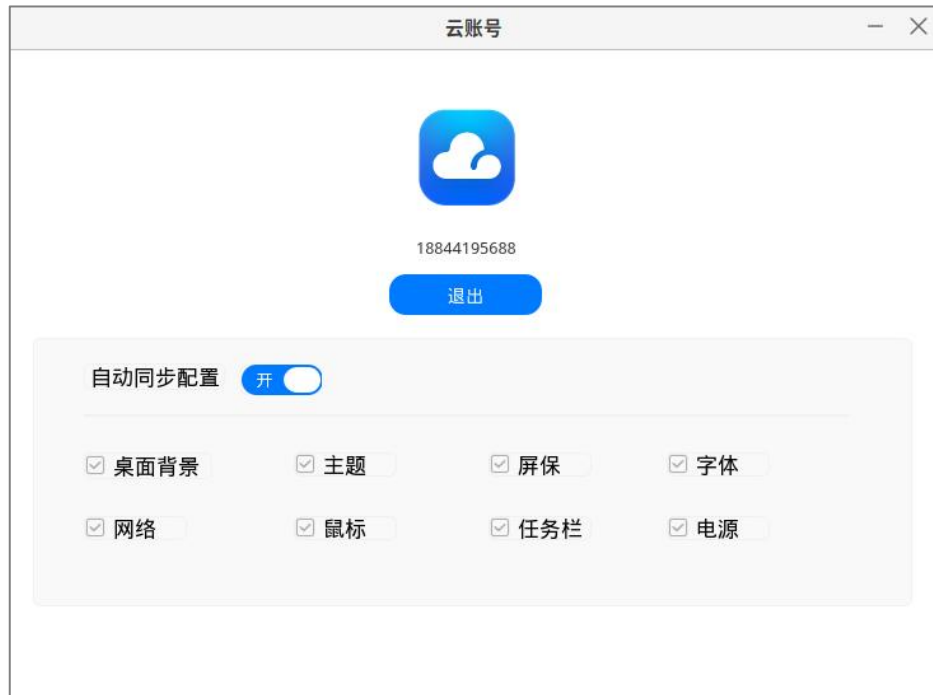 云账号
18844195688
退出
自动同步配置 开
桌面背景 主题 屏保 字体
网络 鼠标 任务栏 电源